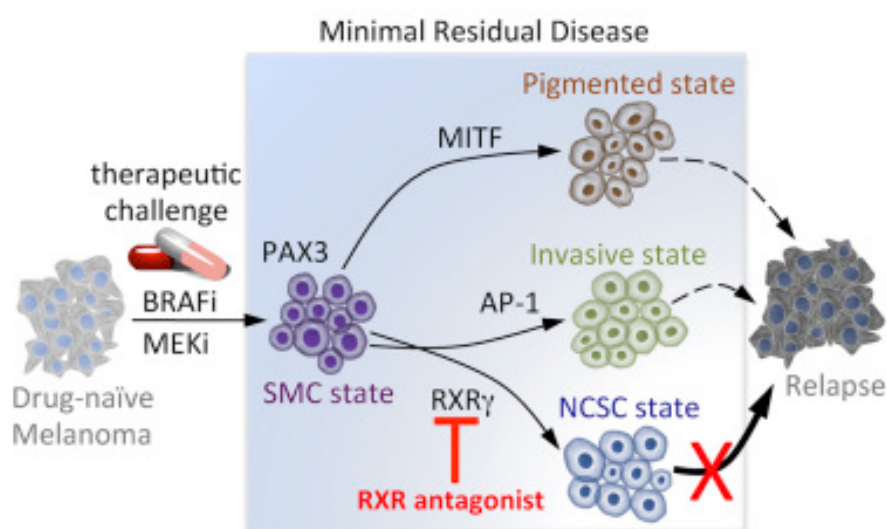 Minimal Residual Disease
Pigmented state
MITF
therapeutic
challenge
PAX3
Invasive state
BRAFi
AP-1
MEKi
SMC state
RXRγ
NCSC state
Relapse
Drug-naïve
Melanoma
RXR antagonist
X